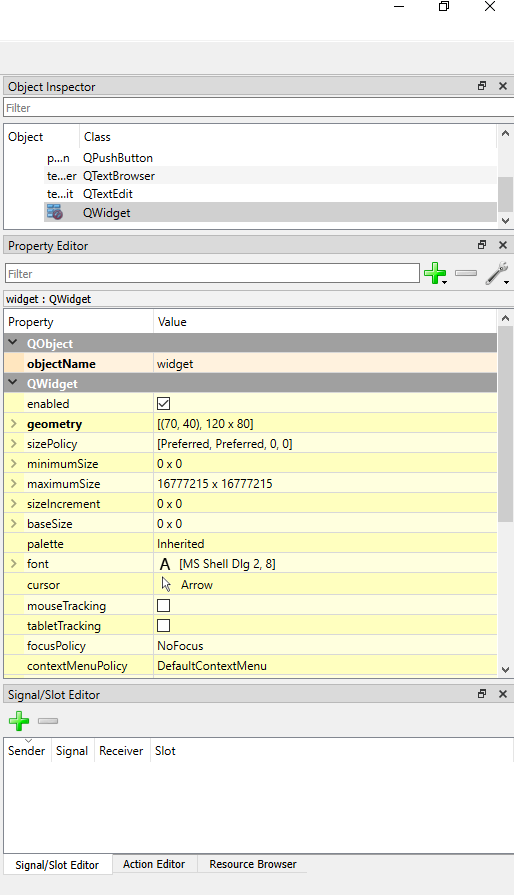 Object Inspector
Filter
Object Class
p...n QPushButton
te...er QTextBrowser
te...it QTextEdit
QWidget
Property Editor
Filter
widget : QWidget
Property Value
QObject
objectName widget
QWidget
enabled
geometry [(70, 40), 120 x 80]
sizePolicy [Preferred, Preferred, 0, 0]
minimumSize 0 x 0
maximumSize 16777215 x 16777215
sizeIncrement 0 x 0
baseSize 0 x 0
palette Inherited
font A [MS Shell Dlg 2, 8]
cursor Arrow
mouseTracking
tabletTracking
focusPolicy NoFocus
contextMenuPolicy DefaultContextMenu
Signal/Slot Editor
Sender Signal Receiver Slot
Signal/Slot Editor Action Editor Resource Browser